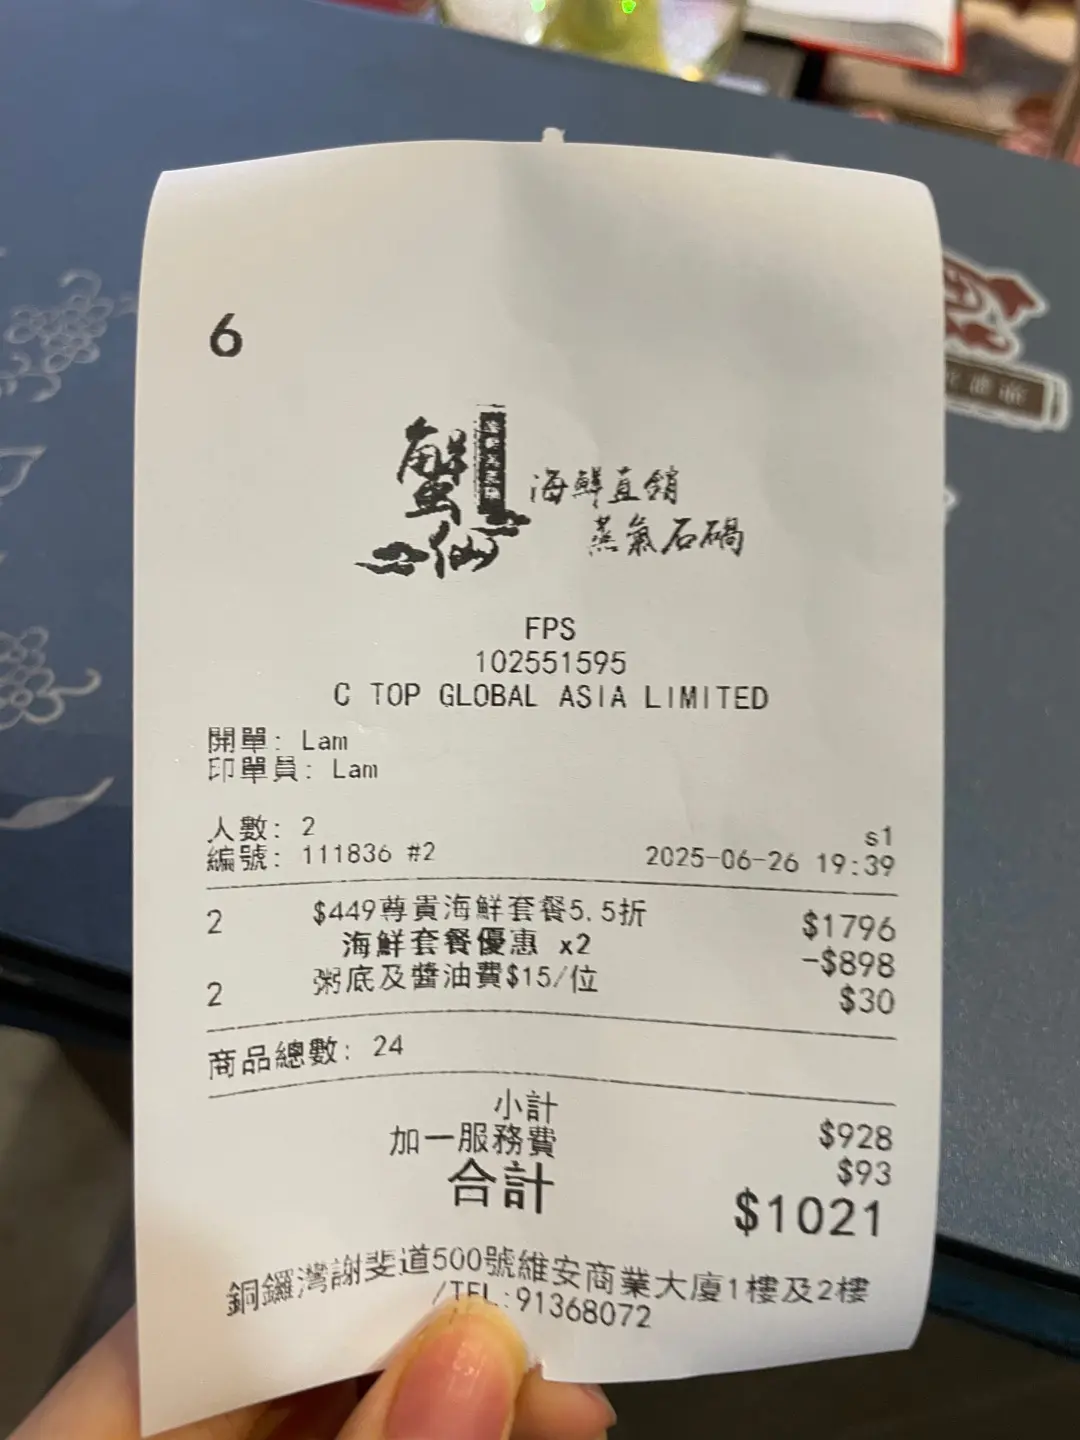 6
蟹仙
海鮮直銷
蒸氣石鍋
FPS
102551595
C TOP GLOBAL ASIA LIMITED
開單: Lam
印單員: Lam
人數: 2
s1
編號: 111836 #2 2025-06-26 19:39
2 $449尊貴海鮮套餐5.5折 $1796
海鮮套餐優惠 x2 -$898
2 粥底及醬油費$15/位 $30
商品總數: 24
小計 $928
加一服務費 $93
合計 $1021
銅鑼灣謝斐道500號維安商業大廈1樓及2樓
/TEL:91368072